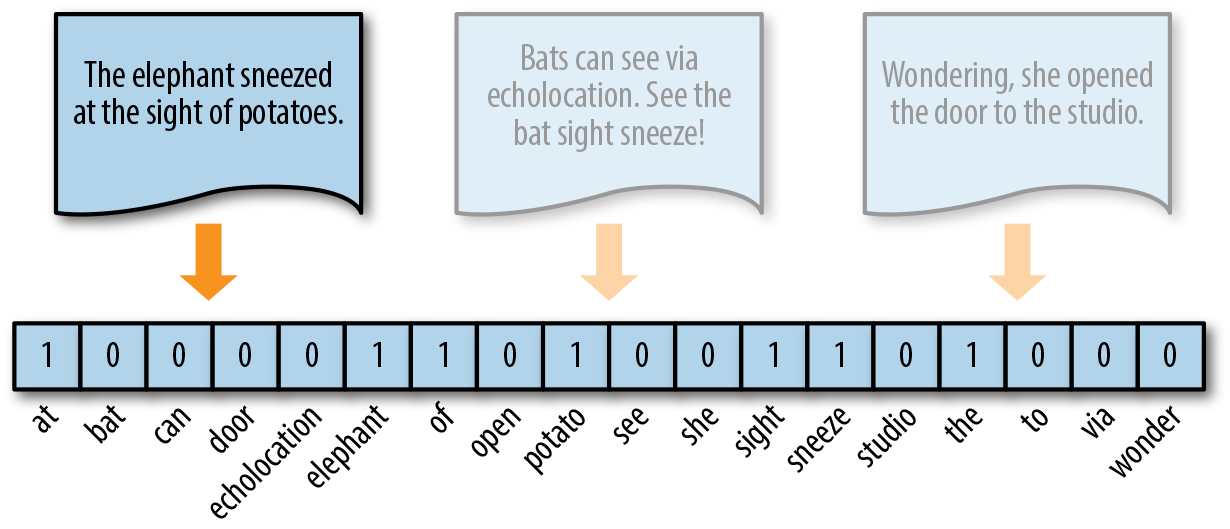 The elephant sneezed
at the sight of potatoes.
Bats can see via
echolocation. See the
bat sight sneeze!
Wondering, she opened
the door to the studio.
1 0 0 0 0 1 1 0 1 0 0 1 1 0 1 0 0 0
at bat can door echolocation elephant of open potato see she sight sneeze studio the to via wonder